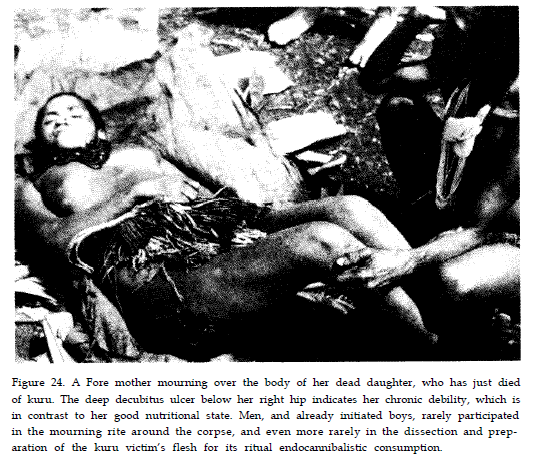 Figure 24. A Fore mother mourning over the body of her dead daughter, who has just died
of kuru. The deep decubitus ulcer below her right hip indicates her chronic debility, which is
in contrast to her good nutritional state. Men, and already initiated boys, rarely participated
in the mourning rite around the corpse, and even more rarely in the dissection and prep-
aration of the kuru victim's flesh for its ritual endocannibalistic consumption.